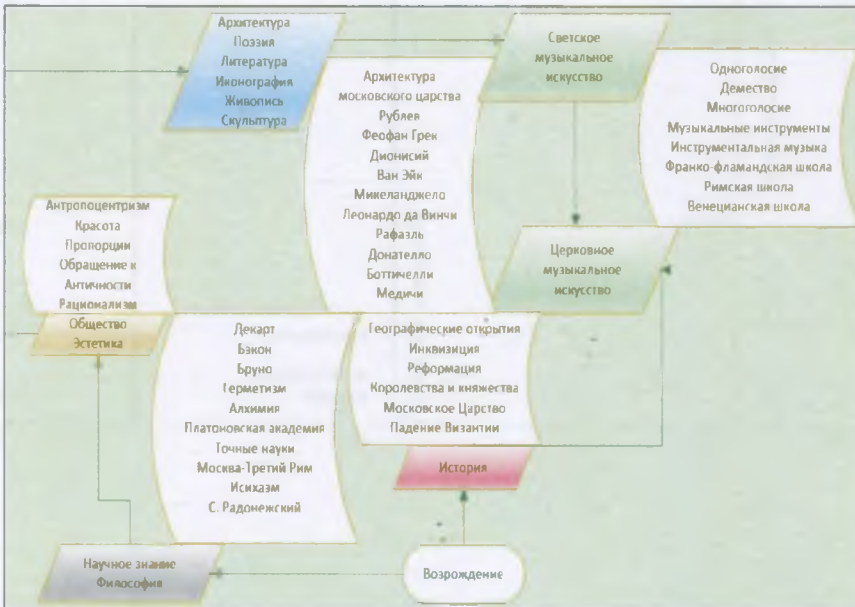 Архитектура
Поэзия
Литература
Иконография
Живопись
Скульптура
Светское
музыкальное
искусство
Одноголосие
Демество
Многоголосие
Музыкальные инструменты
Инструментальная музыка
Франко-фламандская школа
Римская школа
Венецианская школа
Архитектура
московского царства
Рублев
Феофан Грек
Дионисий
Ван Эйк
Микеланджело
Леонардо да Винчи
Рафаэль
Донателло
Боттичелли
Медичи
Церковное
музыкальное
искусство
Антропоцентризм
Красота
Пропорции
Обращение к
Античности
Рационализм
Общество
Эстетика
Декарт
Бэкон
Бруно
Герметизм
Алхимия
Платоновская академия
Точные науки
Москва-Третий Рим
Исихазм
С. Радонежский
Географические открытия
Инквизиция
Реформация
Королевства и княжества
Московское Царство
Падение Византии
История
Научное знание
Философия
Возрождение